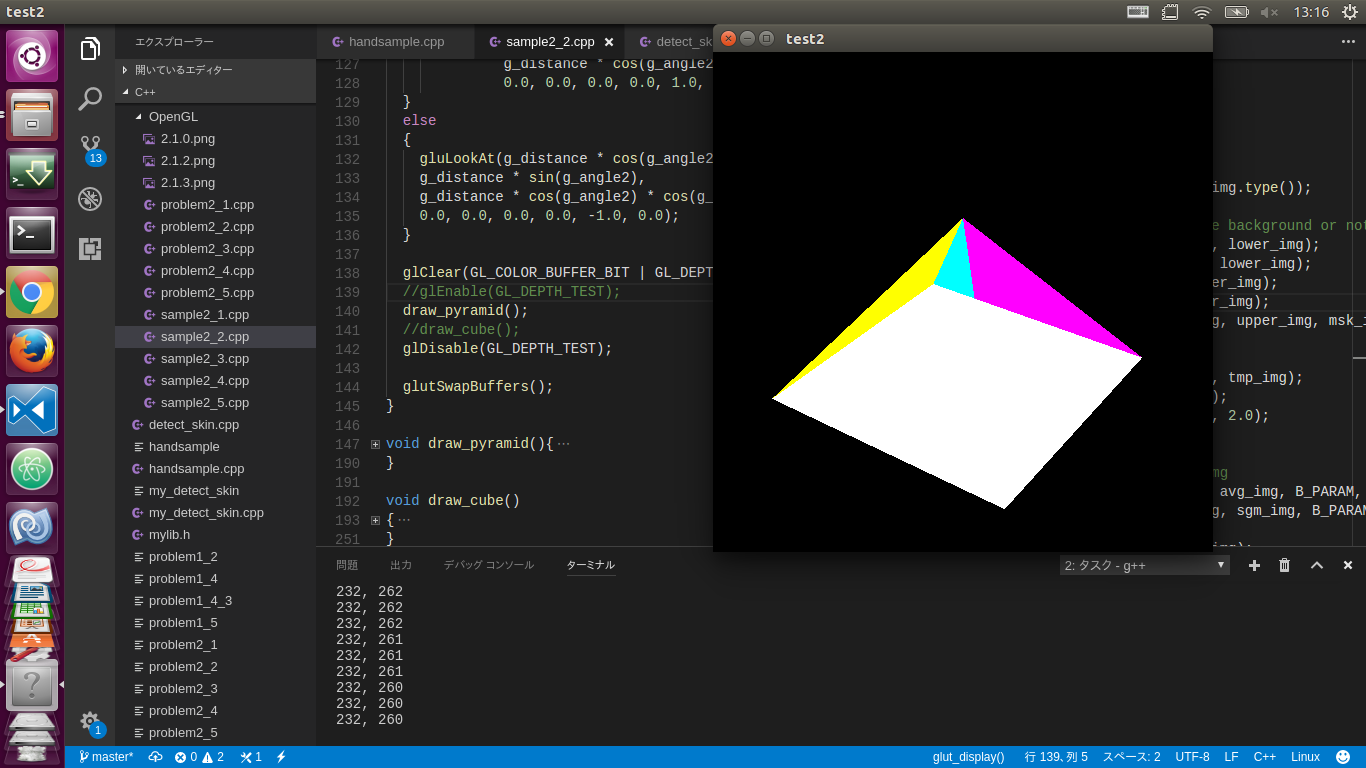 test2
13:16
エクスプローラー
開いているエディター
C++
OpenGL
2.1.0.png
2.1.2.png
2.1.3.png
problem2_1.cpp
problem2_2.cpp
problem2_3.cpp
problem2_4.cpp
problem2_5.cpp
sample2_1.cpp
sample2_2.cpp
sample2_3.cpp
sample2_4.cpp
sample2_5.cpp
detect_skin.cpp
handsample
handsample.cpp
my_detect_skin
my_detect_skin.cpp
mylib.h
problem1_2
problem1_4
problem1_4_3
problem1_5
problem2_1
problem2_2
problem2_3
problem2_4
problem2_5
13
1
handsample.cpp
sample2_2.cpp
detect_sk
127 g_distance * cos(g_angle2
128 0.0, 0.0, 0.0, 0.0, 1.0,
129 }
130 else
131 {
132 gluLookAt(g_distance * cos(g_angle2
133 g_distance * sin(g_angle2),
134 g_distance * cos(g_angle2) * cos(g_
135 0.0, 0.0, 0.0, 0.0, -1.0, 0.0);
136 }
137
138 glClear(GL_COLOR_BUFFER_BIT | GL_DEPT
139 //glEnable(GL_DEPTH_TEST);
140 draw_pyramid();
141 //draw_cube();
142 glDisable(GL_DEPTH_TEST);
143
144 glutSwapBuffers();
145 }
146
147 void draw_pyramid(){
190 }
191
192 void draw_cube()
193 {
251 }
test2
img.type());
e background or not
, lower_img);
lower_img);
er_img);
r_img);
g, upper_img, msk_i
, tmp_img);
);
, 2.0);
mg
avg_img, B_PARAM,
g, sgm_img, B_PARAM
問題
出力
デバッグ コンソール
ターミナル
2: タスク - g++
232, 262
232, 262
232, 262
232, 261
232, 261
232, 261
232, 260
232, 260
232, 260
master*
0
2
1
glut_display()
行 139、列 5
スペース: 2
UTF-8
LF
C++
Linux